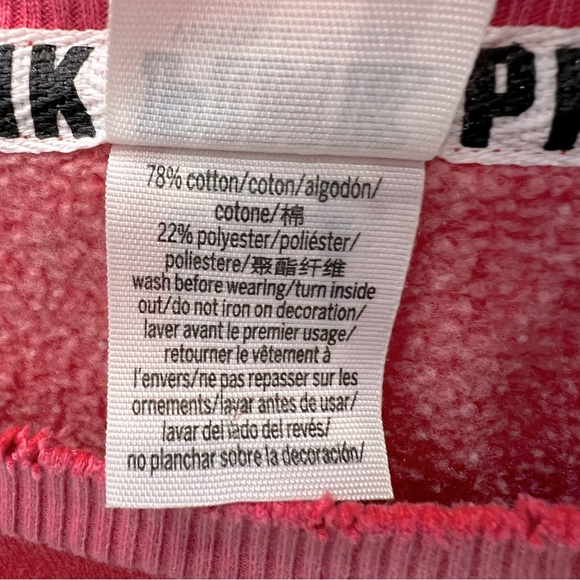 NK PI
78% cotton/coton/algodón/
cotone/棉
22% polyester/poliéster/
poliestere/聚酯纤维
wash before wearing/turn inside
out/do not iron on decoration/
laver avant le premier usage/
retourner le vêtement à
l'envers/ne pas repasser sur les
ornements/lavar antes de usar/
lavar del lado del revés/
no planchar sobre la decoración/